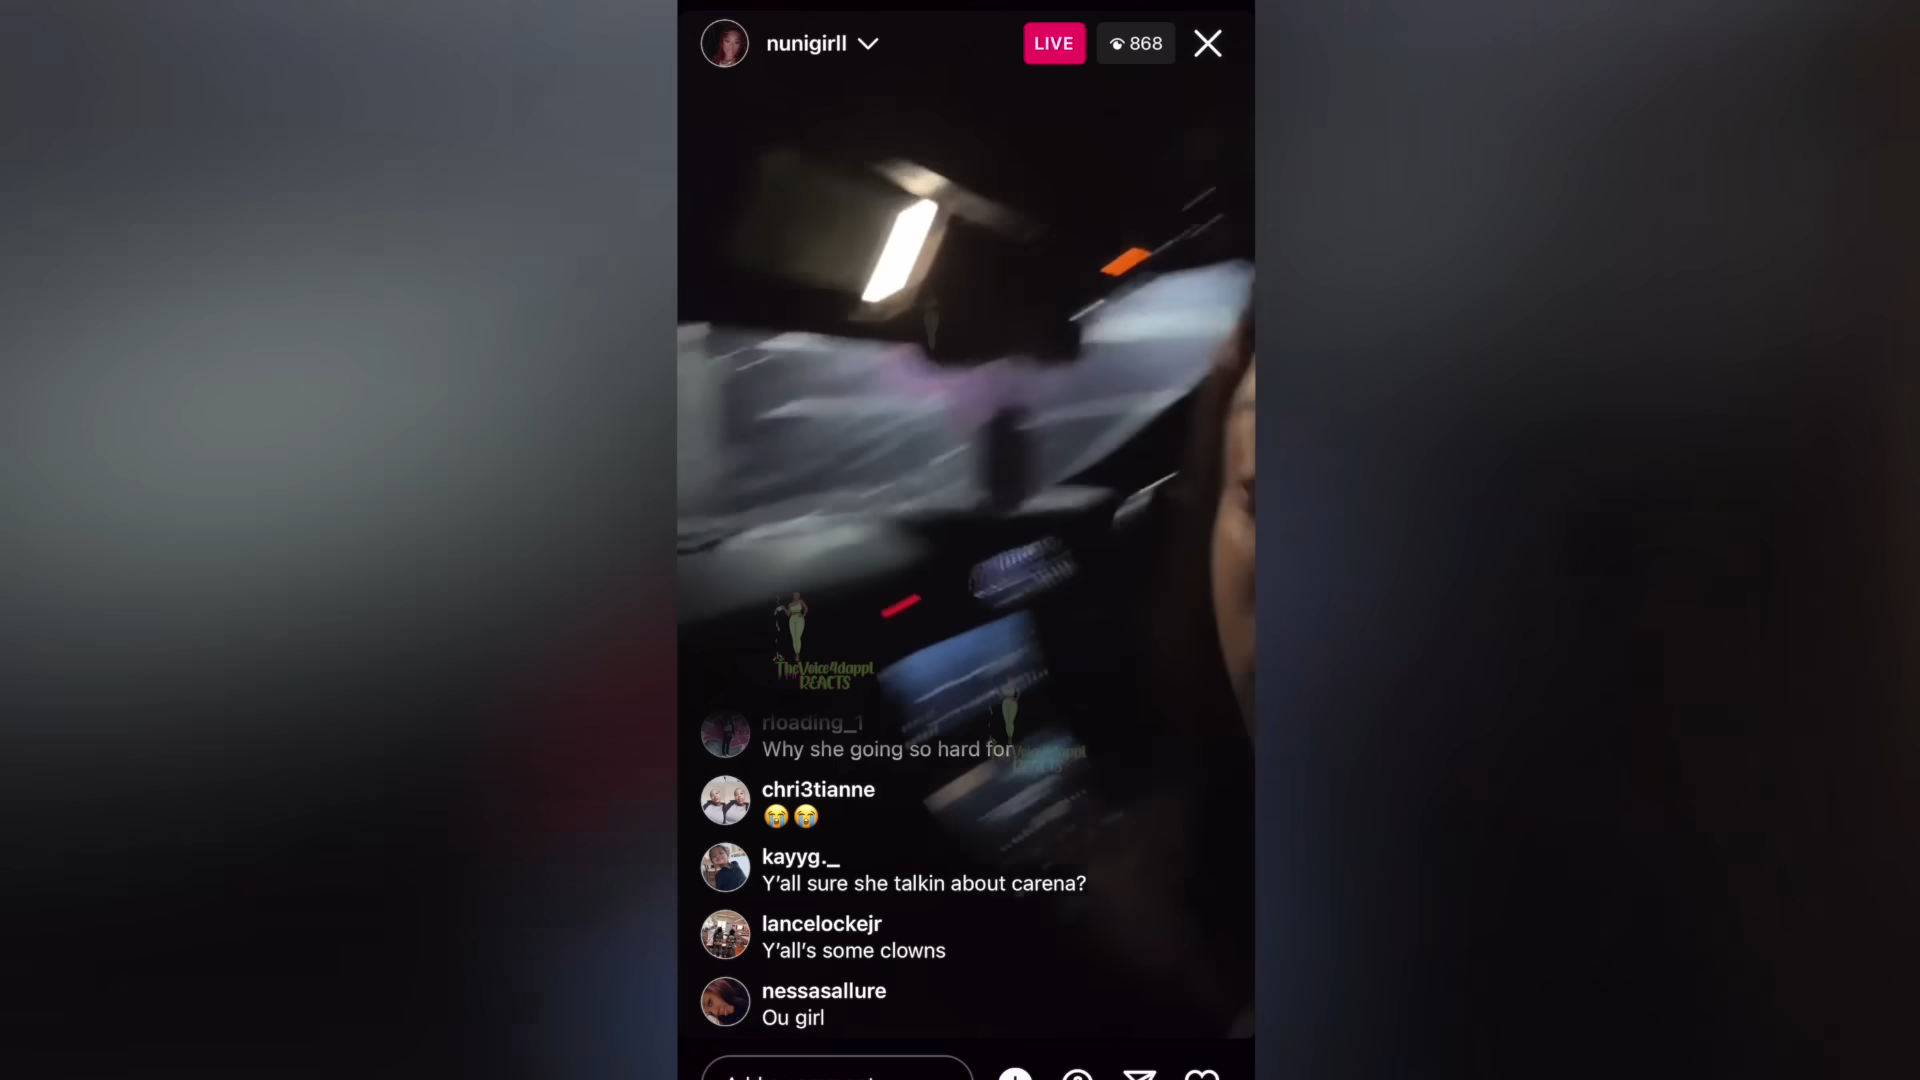 nunigirll
LIVE
868
TheVoice4dappl
REACTS
rloading_1
Why she going so hard for
chri3tianne
😭😭
kayyg._
Y'all sure she talkin about carena?
lancelockejr
Y'all's some clowns
nessasallure
Ou girl